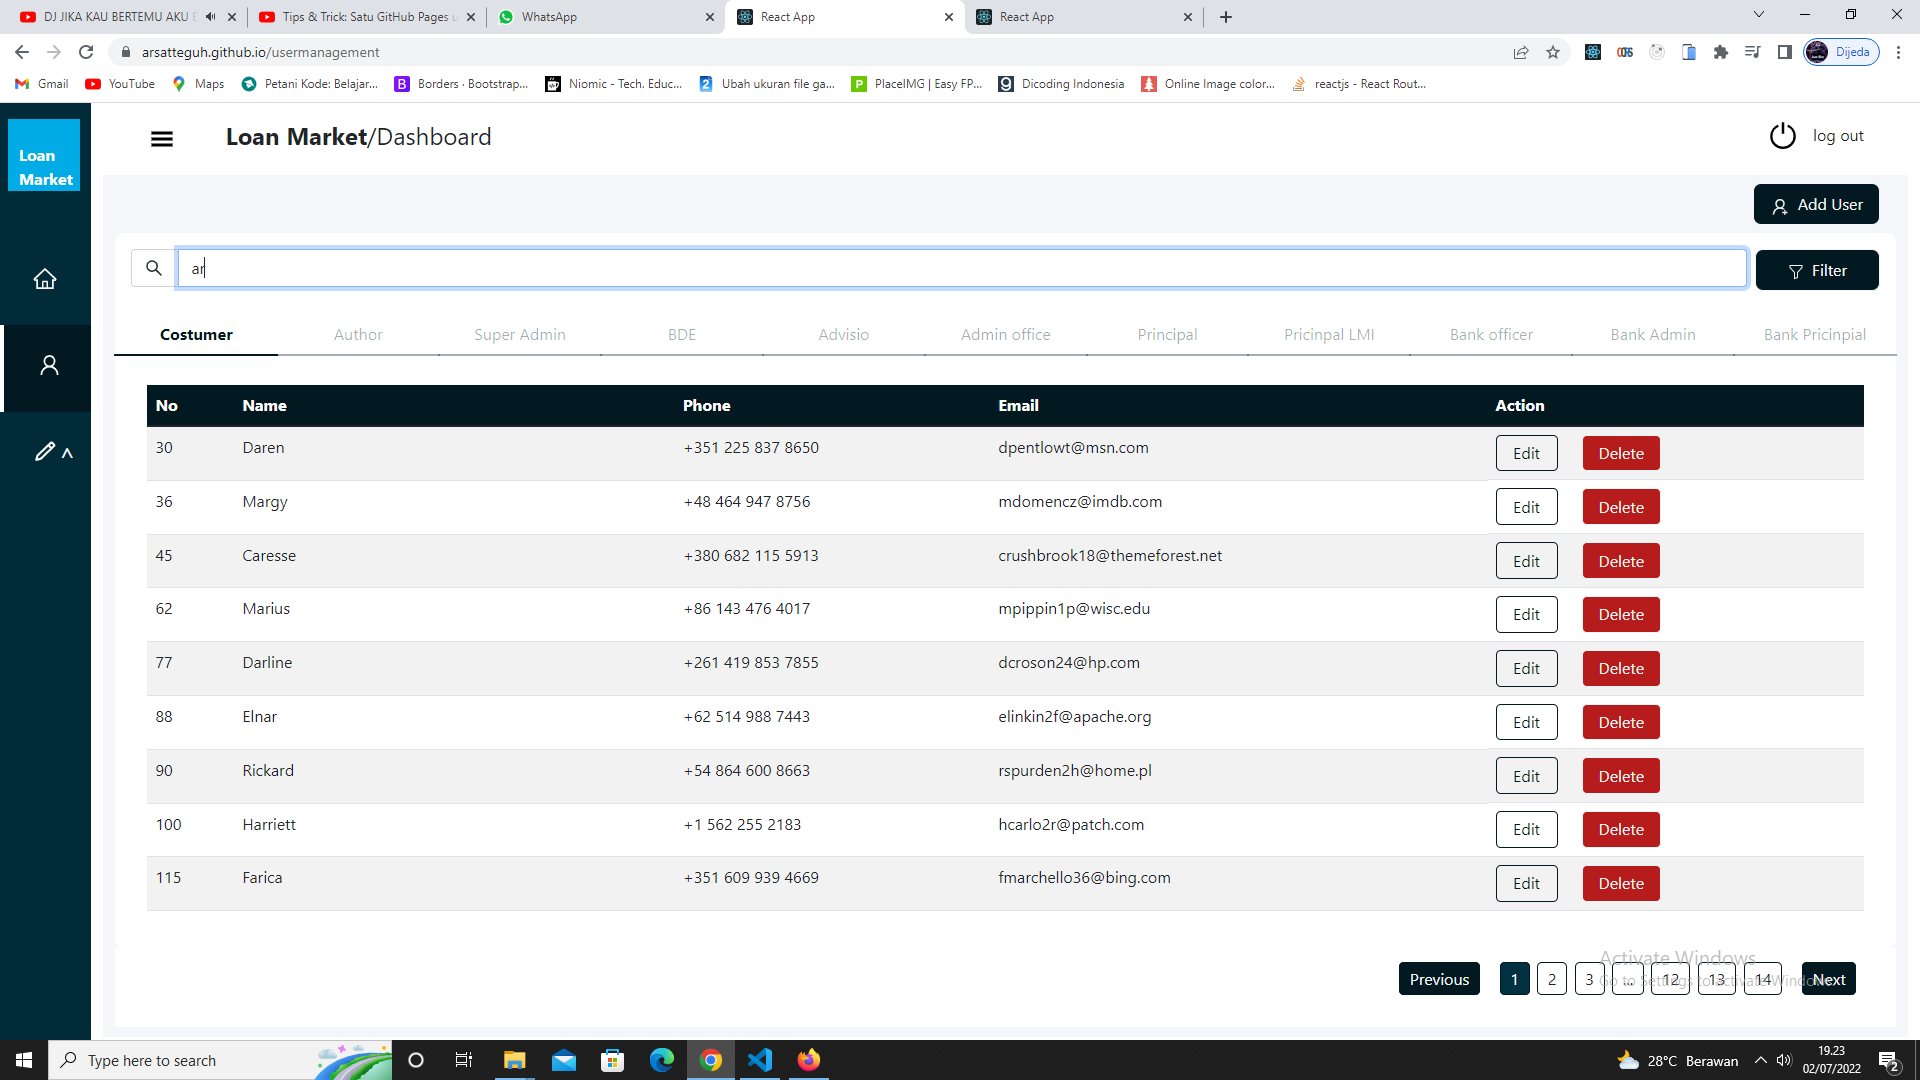 DJ JIKA KAU BERTEMU AKU
Tips & Trick: Satu GitHub Pages
WhatsApp
React App
React App
arsatteguh.github.io/usermanagement
Dijeda
Gmail
YouTube
Maps
Petani Kode: Belajar...
Borders · Bootstrap...
Niomic - Tech. Educ...
Ubah ukuran file ga...
PlaceIMG | Easy FP...
Dicoding Indonesia
Online Image color...
reactjs - React Rout...
Loan
Market
Loan Market/Dashboard
log out
Add User
ar
Filter
Costumer Author Super Admin BDE Advisio Admin office Principal Pricinpal LMI Bank officer Bank Admin Bank Pricinpial
No Name Phone Email Action
30 Daren +351 225 837 8650 dpentlowt@msn.com Edit Delete
36 Margy +48 464 947 8756 mdomencz@imdb.com Edit Delete
45 Caresse +380 682 115 5913 crushbrook18@themeforest.net Edit Delete
62 Marius +86 143 476 4017 mpippin1p@wisc.edu Edit Delete
77 Darline +261 419 853 7855 dcroson24@hp.com Edit Delete
88 Elnar +62 514 988 7443 elinkin2f@apache.org Edit Delete
90 Rickard +54 864 600 8663 rspurden2h@home.pl Edit Delete
100 Harriett +1 562 255 2183 hcarlo2r@patch.com Edit Delete
115 Farica +351 609 939 4669 fmarchello36@bing.com Edit Delete
Activate Windows
Go to Settings to activate Windows.
Previous 1 2 3 ... 12 13 14 Next
Type here to search
28°C Berawan
19.23
02/07/2022
2